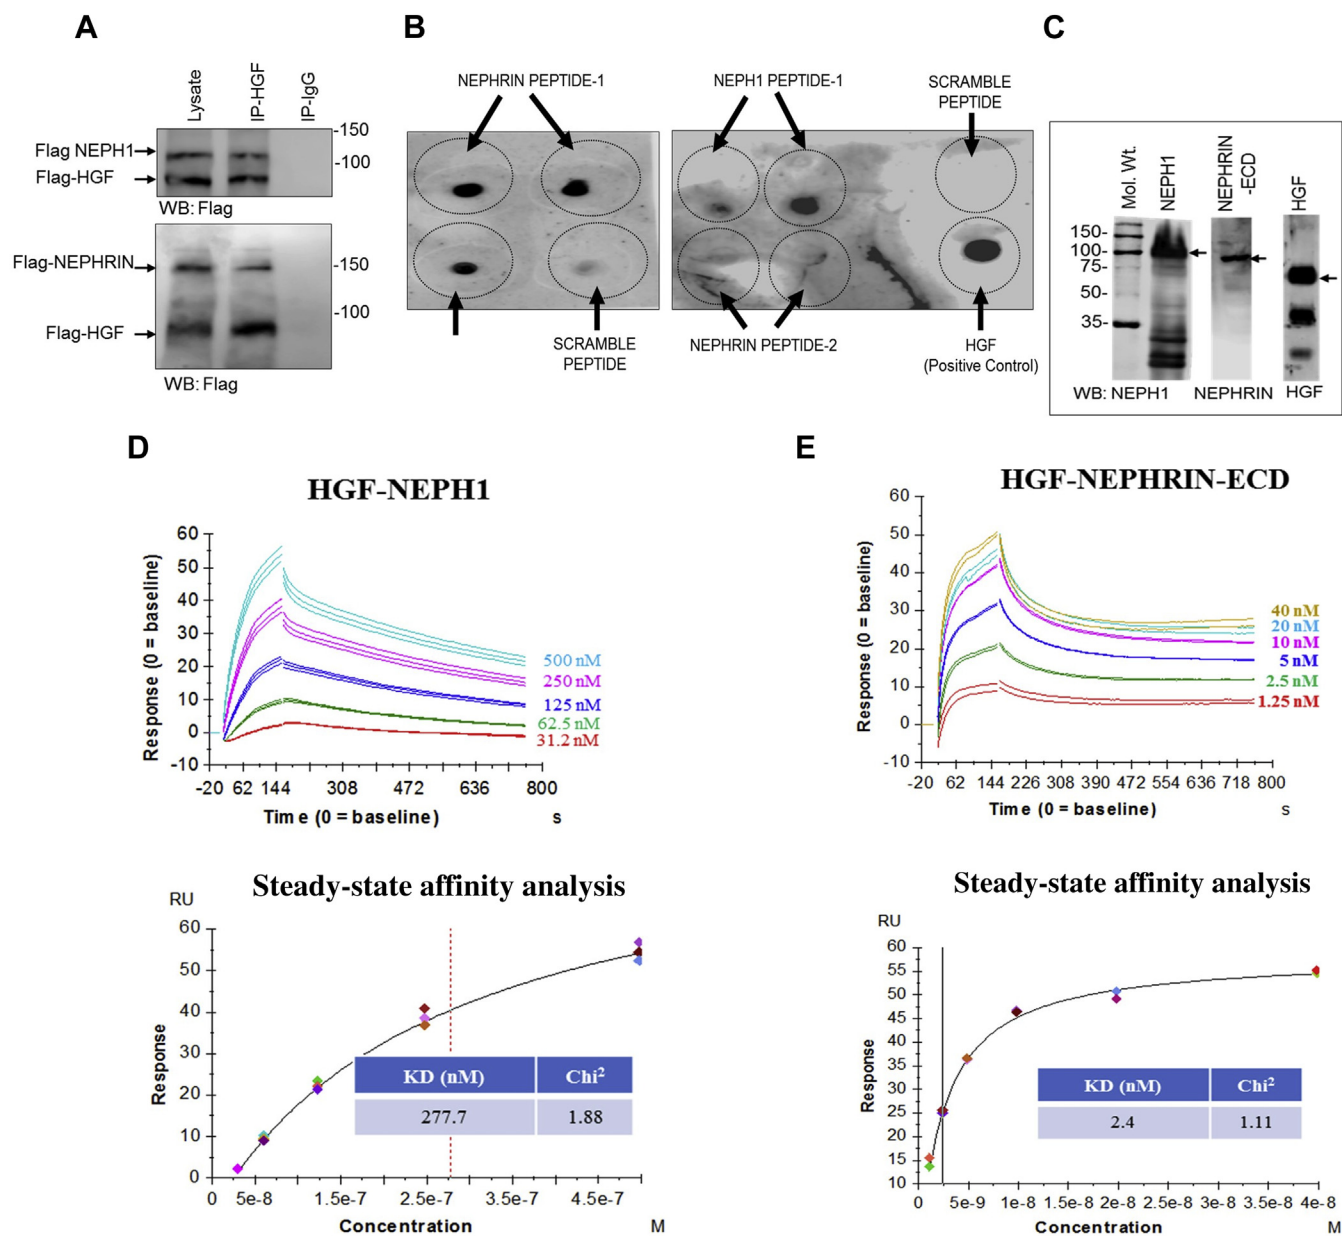 A
Lysate
IP-HGF
IP-IgG
-150
-100
Flag NEPH1
Flag-HGF
WB: Flag
Flag-NEPHRIN
-150
-100
Flag-HGF
WB: Flag
B
NEPHRIN PEPTIDE-1
NEPH1 PEPTIDE-1
SCRAMBLE
PEPTIDE
SCRAMBLE
PEPTIDE
NEPHRIN PEPTIDE-2
HGF
(Positive Control)
C
Mol. Wt.
NEPH1
NEPHRIN
-ECD
HGF
150-
100-
75-
50-
35-
WB: NEPH1
NEPHRIN
HGF
D
HGF-NEPH1
Response (0 = baseline)
60
50
40
30
20
10
0
-10
500 nM
250 nM
125 nM
62.5 nM
31.2 nM
-20 62 144 308 472 636 800
Time (0 = baseline) s
Steady-state affinity analysis
RU
Response
60
50
40
30
20
10
0
KD (nM) Chi2
277.7 1.88
0 5e-8 1.5e-7 2.5e-7 3.5e-7 4.5e-7
Concentration M
E
HGF-NEPHRIN-ECD
Response (0 = baseline)
60
50
40
30
20
10
0
-10
40 nM
20 nM
10 nM
5 nM
2.5 nM
1.25 nM
-20 62 144 226 308 390 472 554 636 718 800
Time (0 = baseline) s
Steady-state affinity analysis
RU
Response
60
55
50
45
40
35
30
25
20
15
10
KD (nM) Chi2
2.4 1.11
0 5e-9 1e-8 1.5e-8 2e-8 2.5e-8 3e-8 3.5e-8 4e-8
Concentration M